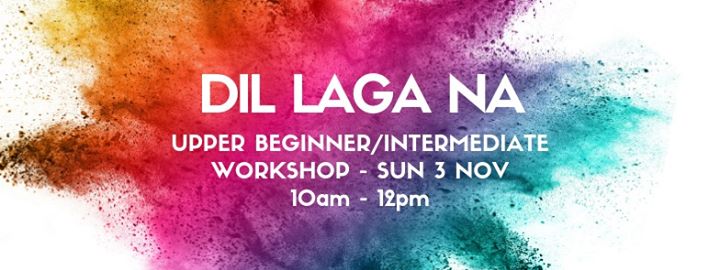 DIL LAGA NA
UPPER BEGINNER/INTERMEDIATE
WORKSHOP - SUN 3 NOV
10am - 12pm